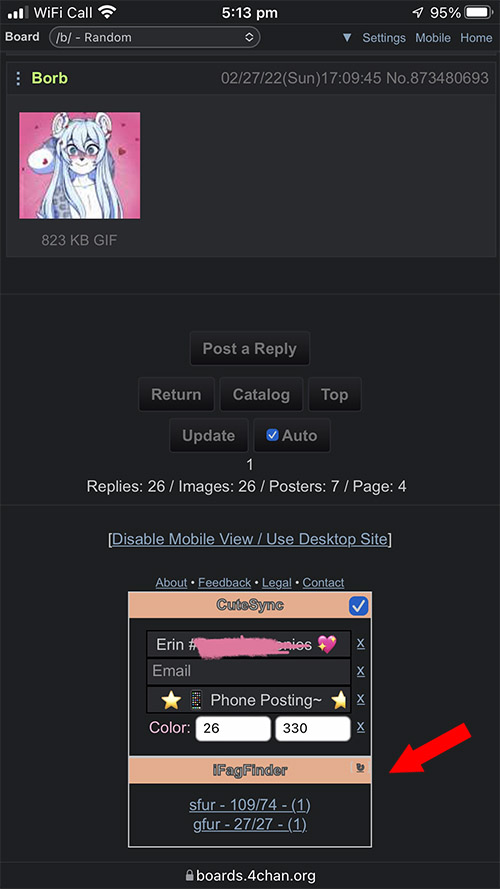 WiFi Call 5:13 pm 95%
Board /b/ - Random ▼ Settings Mobile Home
Borb 02/27/22(Sun)17:09:45 No.873480693
823 KB GIF
Post a Reply
Return Catalog Top
Update Auto
1
Replies: 26 / Images: 26 / Posters: 7 / Page: 4
[Disable Mobile View / Use Desktop Site]
About • Feedback • Legal • Contact
CuteSync
Erin # 💖 X
Email X
⭐ 📱 Phone Posting~ ⭐ X
Color: 26 330 X
iFagFinder
sfur - 109/74 - (1)
gfur - 27/27 - (1)
boards.4chan.org